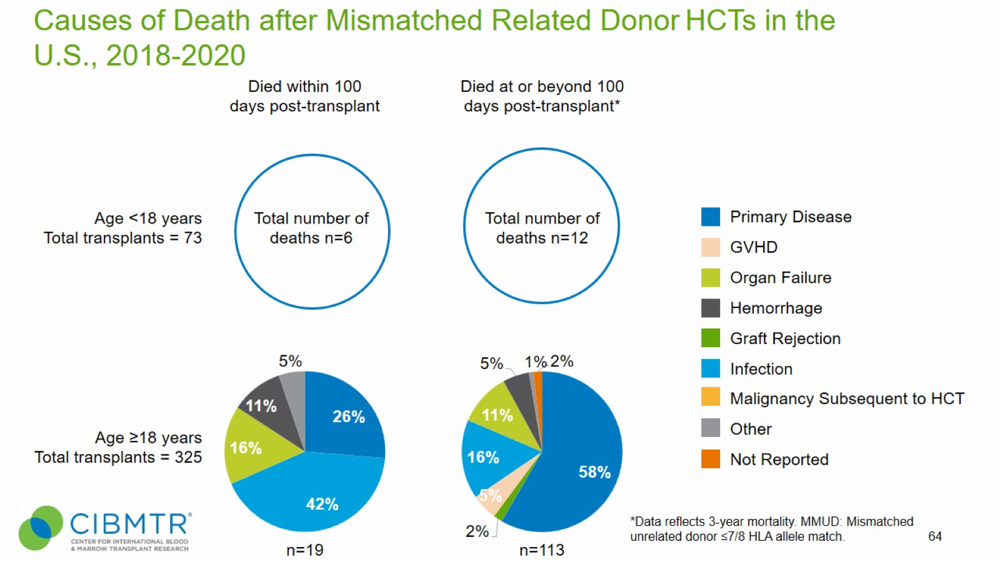 Causes of Death after Mismatched Related Donor HCTs in the
U.S., 2018-2020
Died within 100
days post-transplant
Died at or beyond 100
days post-transplant*
Age <18 years
Total transplants = 73
Total number of
deaths n=6
Total number of
deaths n=12
Primary Disease
GVHD
Organ Failure
Hemorrhage
Graft Rejection
Infection
Malignancy Subsequent to HCT
Other
Not Reported
Age ≥18 years
Total transplants = 325
5%
11%
26%
16%
42%
n=19
5%
1%
2%
11%
16%
58%
5%
2%
n=113
CIBMTR®
CENTER FOR INTERNATIONAL BLOOD
& MARROW TRANSPLANT RESEARCH
*Data reflects 3-year mortality. MMUD: Mismatched
unrelated donor ≤7/8 HLA allele match.
64